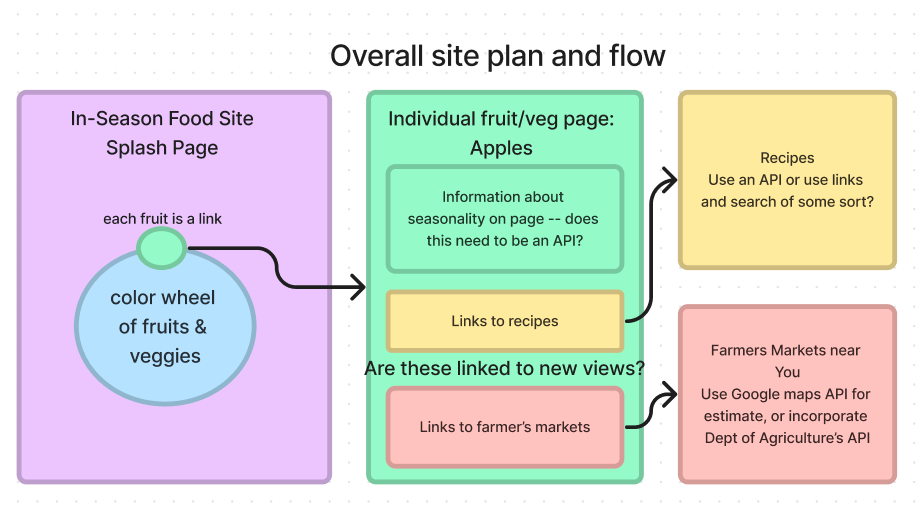 Overall site plan and flow
In-Season Food Site
Splash Page
each fruit is a link
color wheel
of fruits &
veggies
Individual fruit/veg page:
Apples
Information about
seasonality on page -- does
this need to be an API?
Links to recipes
Are these linked to new views?
Links to farmer's markets
Recipes
Use an API or use links
and search of some sort?
Farmers Markets near
You
Use Google maps API for
estimate, or incorporate
Dept of Agriculture's API